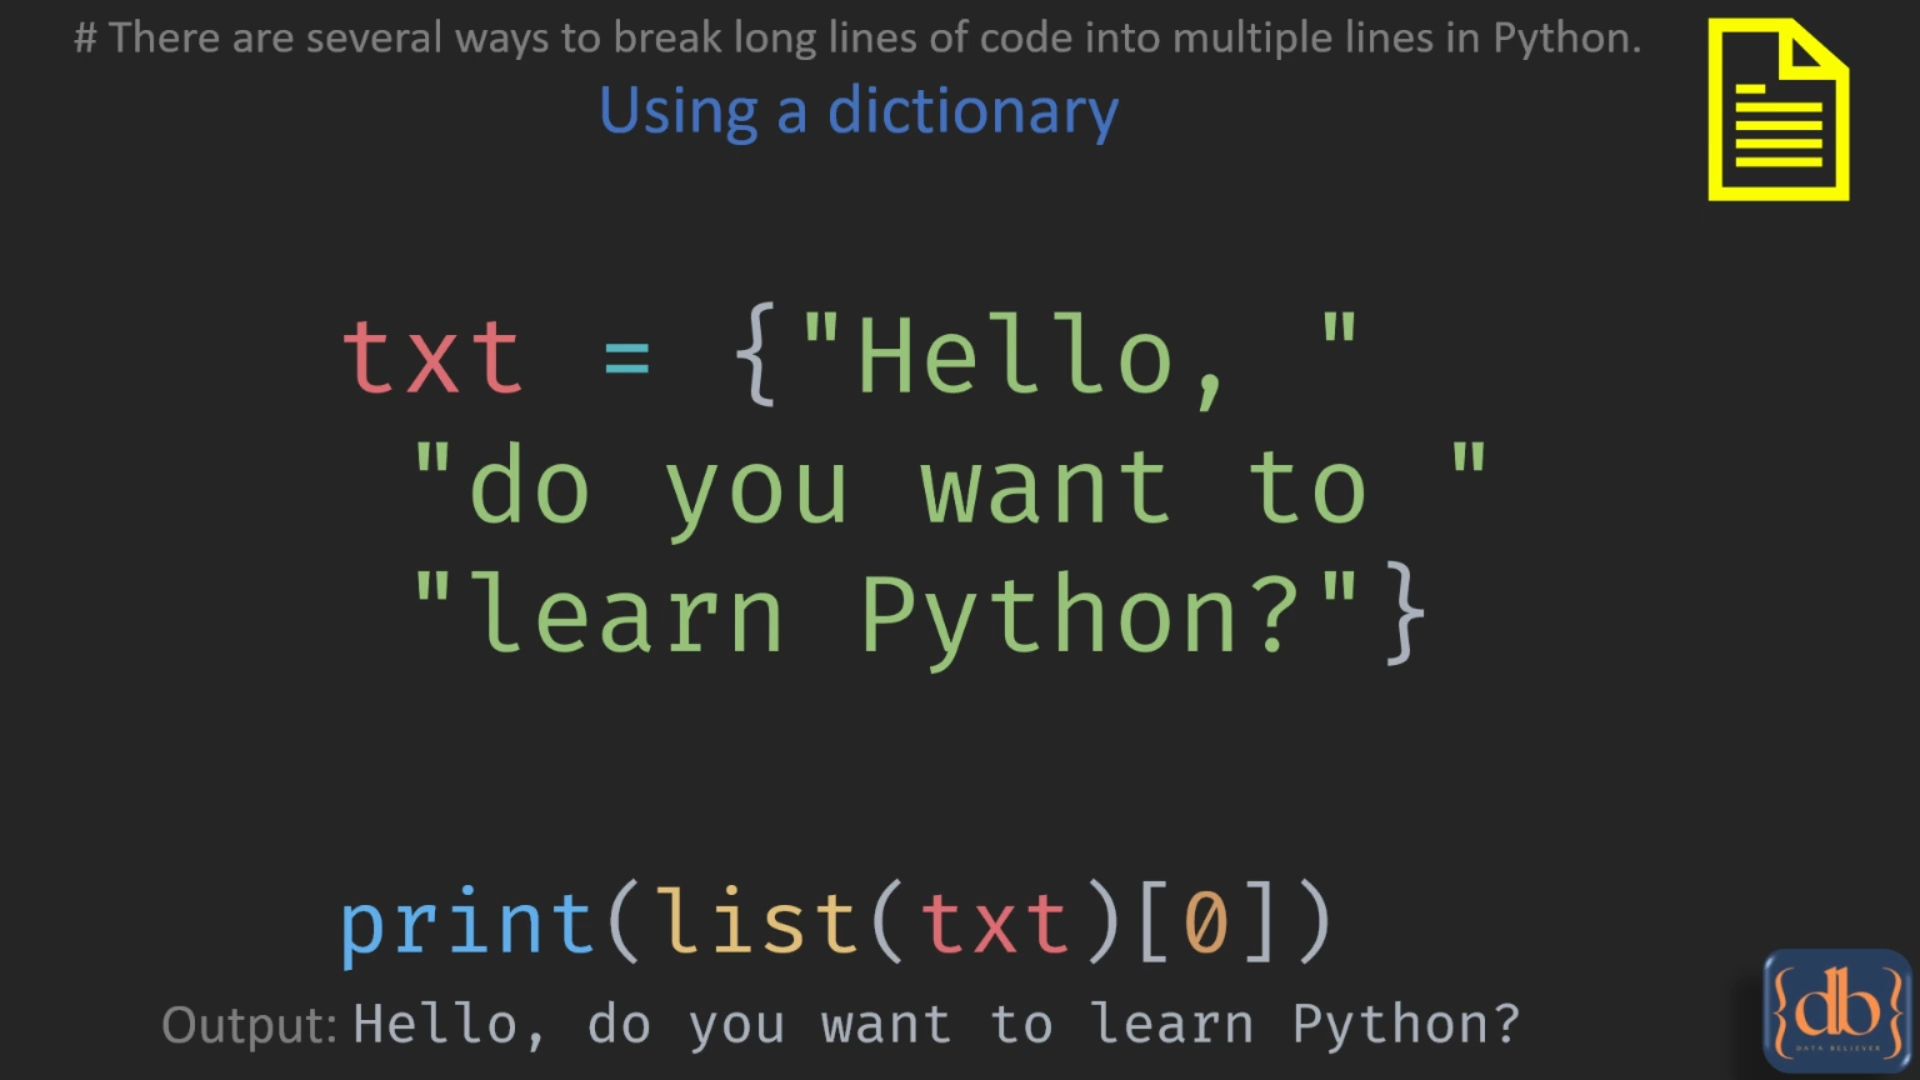 # There are several ways to break long lines of code into multiple lines in Python.
Using a dictionary
txt = {"Hello, "
"do you want to "
"learn Python?"}
print(list(txt)[0])
Output: Hello, do you want to learn Python?
{db}
DATA BELIEVER